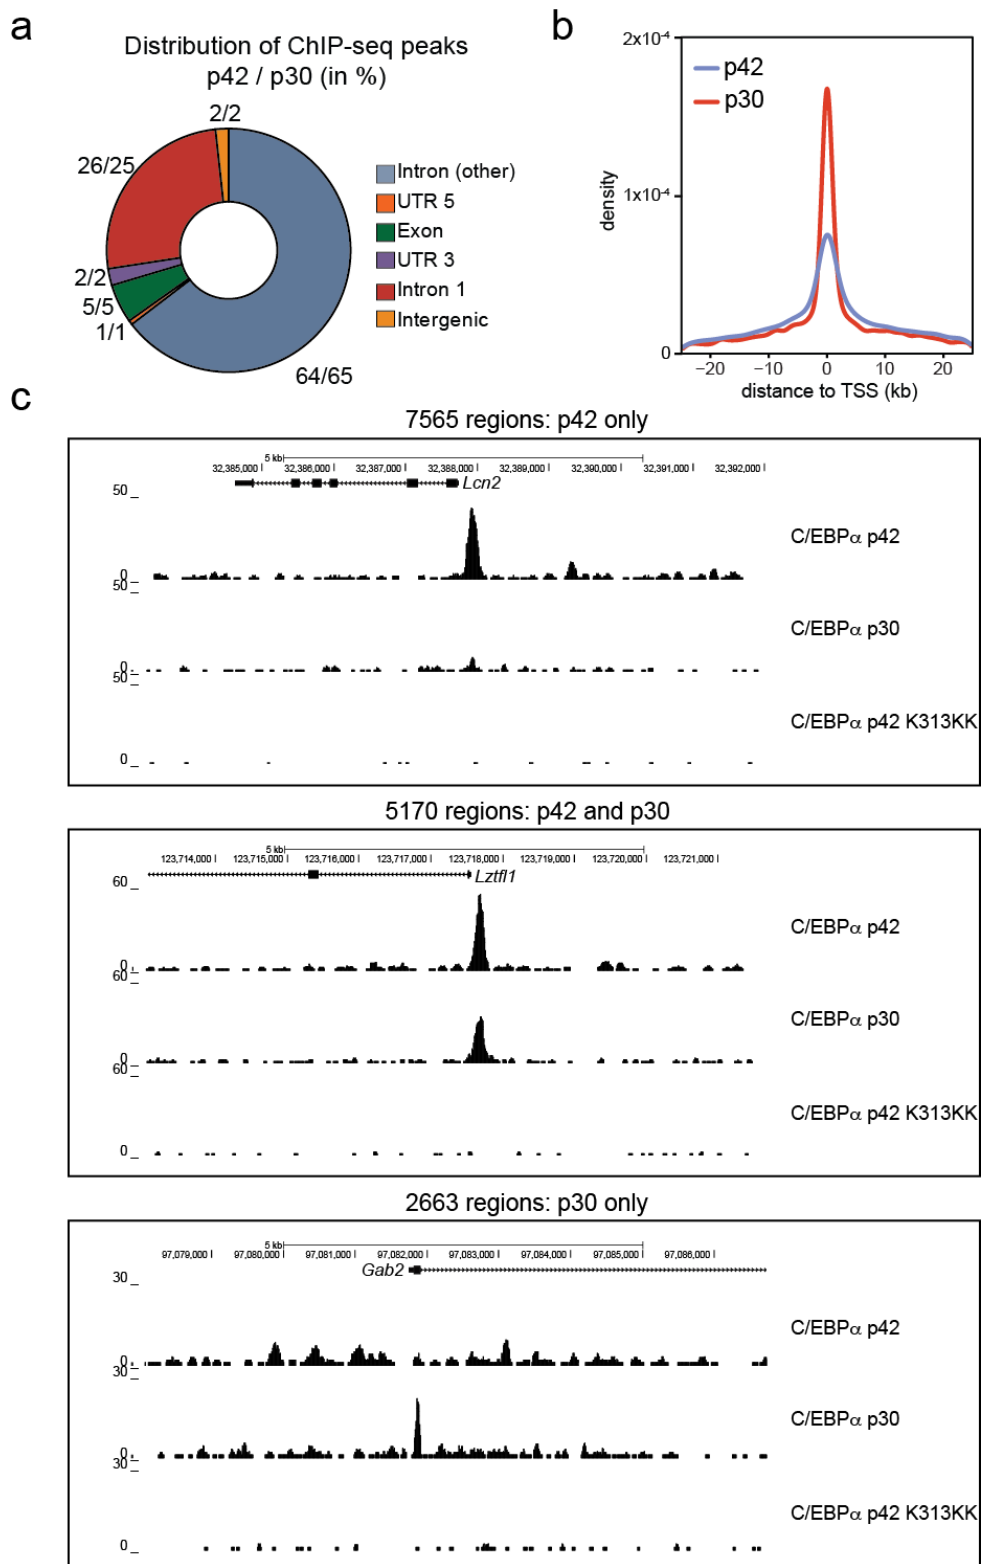 a
Distribution of ChIP-seq peaks
p42 / p30 (in %)
2/2
26/25
2/2
5/5
1/1
64/65
Intron (other)
UTR 5
Exon
UTR 3
Intron 1
Intergenic
b
2x10⁻⁴
1x10⁻⁴
0
density
p42
p30
−20 −10 0 10 20
distance to TSS (kb)
c
7565 regions: p42 only
5 kb
32,385,000 32,386,000 32,387,000 32,388,000 32,389,000 32,390,000 32,391,000 32,392,000
Lcn2
50
C/EBPα p42
0
50
C/EBPα p30
0
50
C/EBPα p42 K313KK
0
5170 regions: p42 and p30
5 kb
123,714,000 123,715,000 123,716,000 123,717,000 123,718,000 123,719,000 123,720,000 123,721,000
Lztfl1
60
C/EBPα p42
0
60
C/EBPα p30
0
60
C/EBPα p42 K313KK
0
2663 regions: p30 only
5 kb
97,079,000 97,080,000 97,081,000 97,082,000 97,083,000 97,084,000 97,085,000 97,086,000
Gab2
30
C/EBPα p42
0
30
C/EBPα p30
0
30
C/EBPα p42 K313KK
0